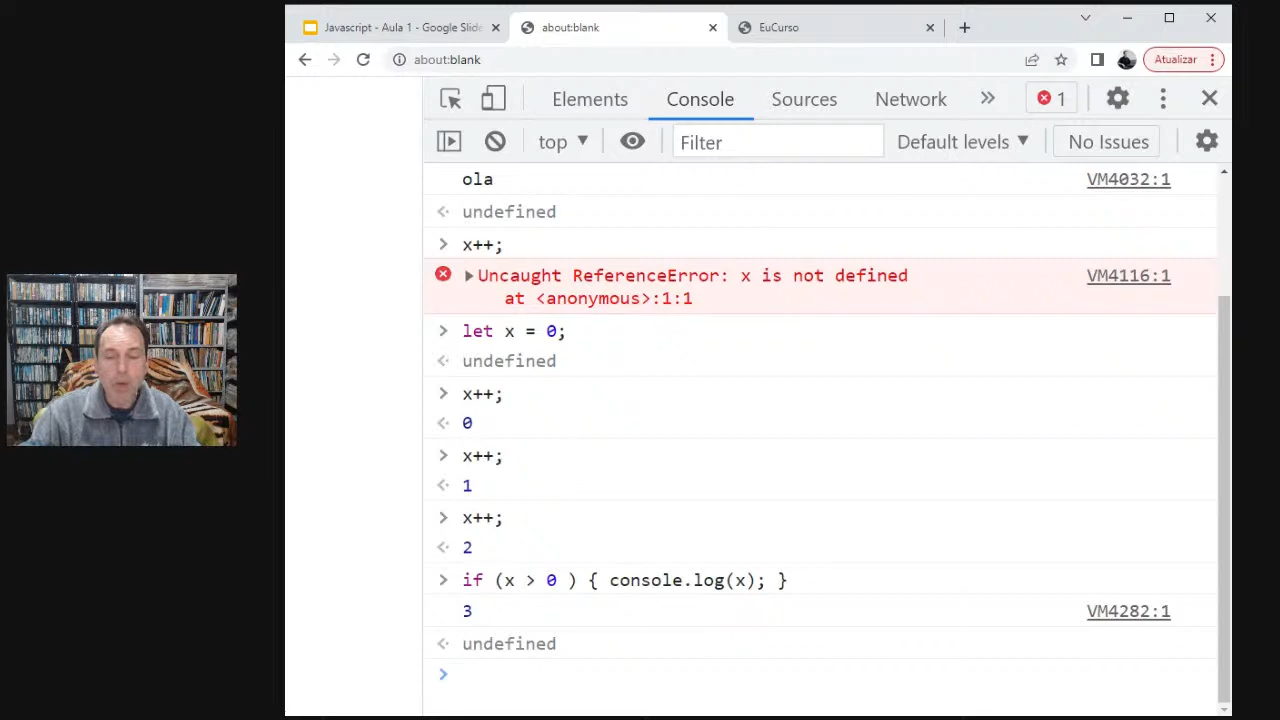 Javascript - Aula 1 - Google Slide
about:blank
EuCurso
about:blank
Atualizar
Elements
Console
Sources
Network
1
top
Filter
Default levels
No Issues
ola
VM4032:1
undefined
x++;
Uncaught ReferenceError: x is not defined
VM4116:1
at <anonymous>:1:1
let x = 0;
undefined
x++;
0
x++;
1
x++;
2
if (x > 0 ) { console.log(x); }
3
VM4282:1
undefined